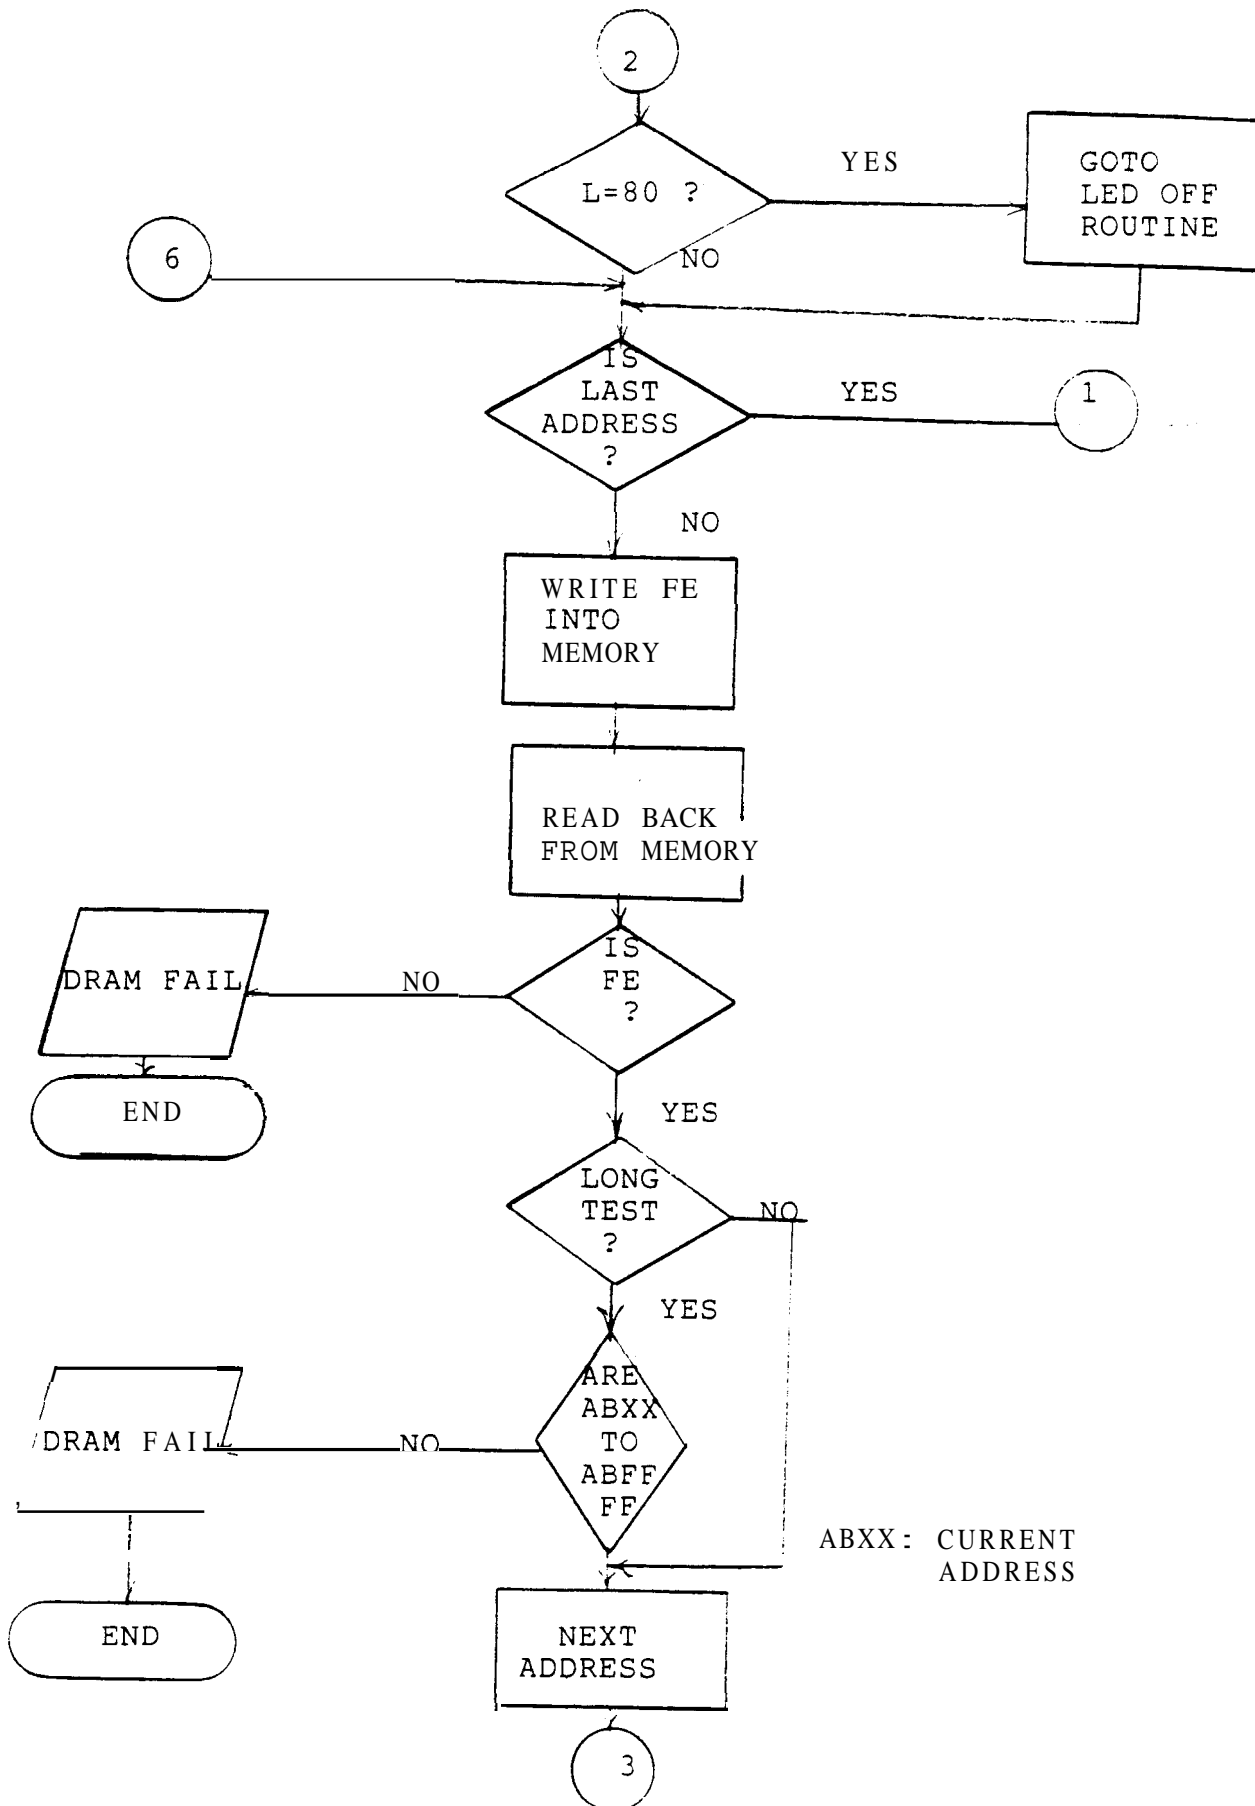 2
L=80 ?
YES
GOTO
LED OFF
ROUTINE
NO
6
IS
LAST
ADDRESS
?
YES
1
NO
WRITE FE
INTO
MEMORY
READ BACK
FROM MEMORY
IS
FE
?
NO
DRAM FAIL
END
YES
LONG
TEST
?
NO
YES
ARE
ABXX
TO
ABFF
FF
NO
DRAM FAIL
END
ABXX: CURRENT
ADDRESS
NEXT
ADDRESS
3